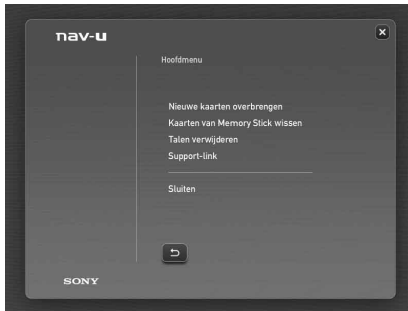 nav-u
Hoofdmenu
Nieuwe kaarten overbrengen
Kaarten van Memory Stick wissen
Talen verwijderen
Support-link
Sluiten
SONY